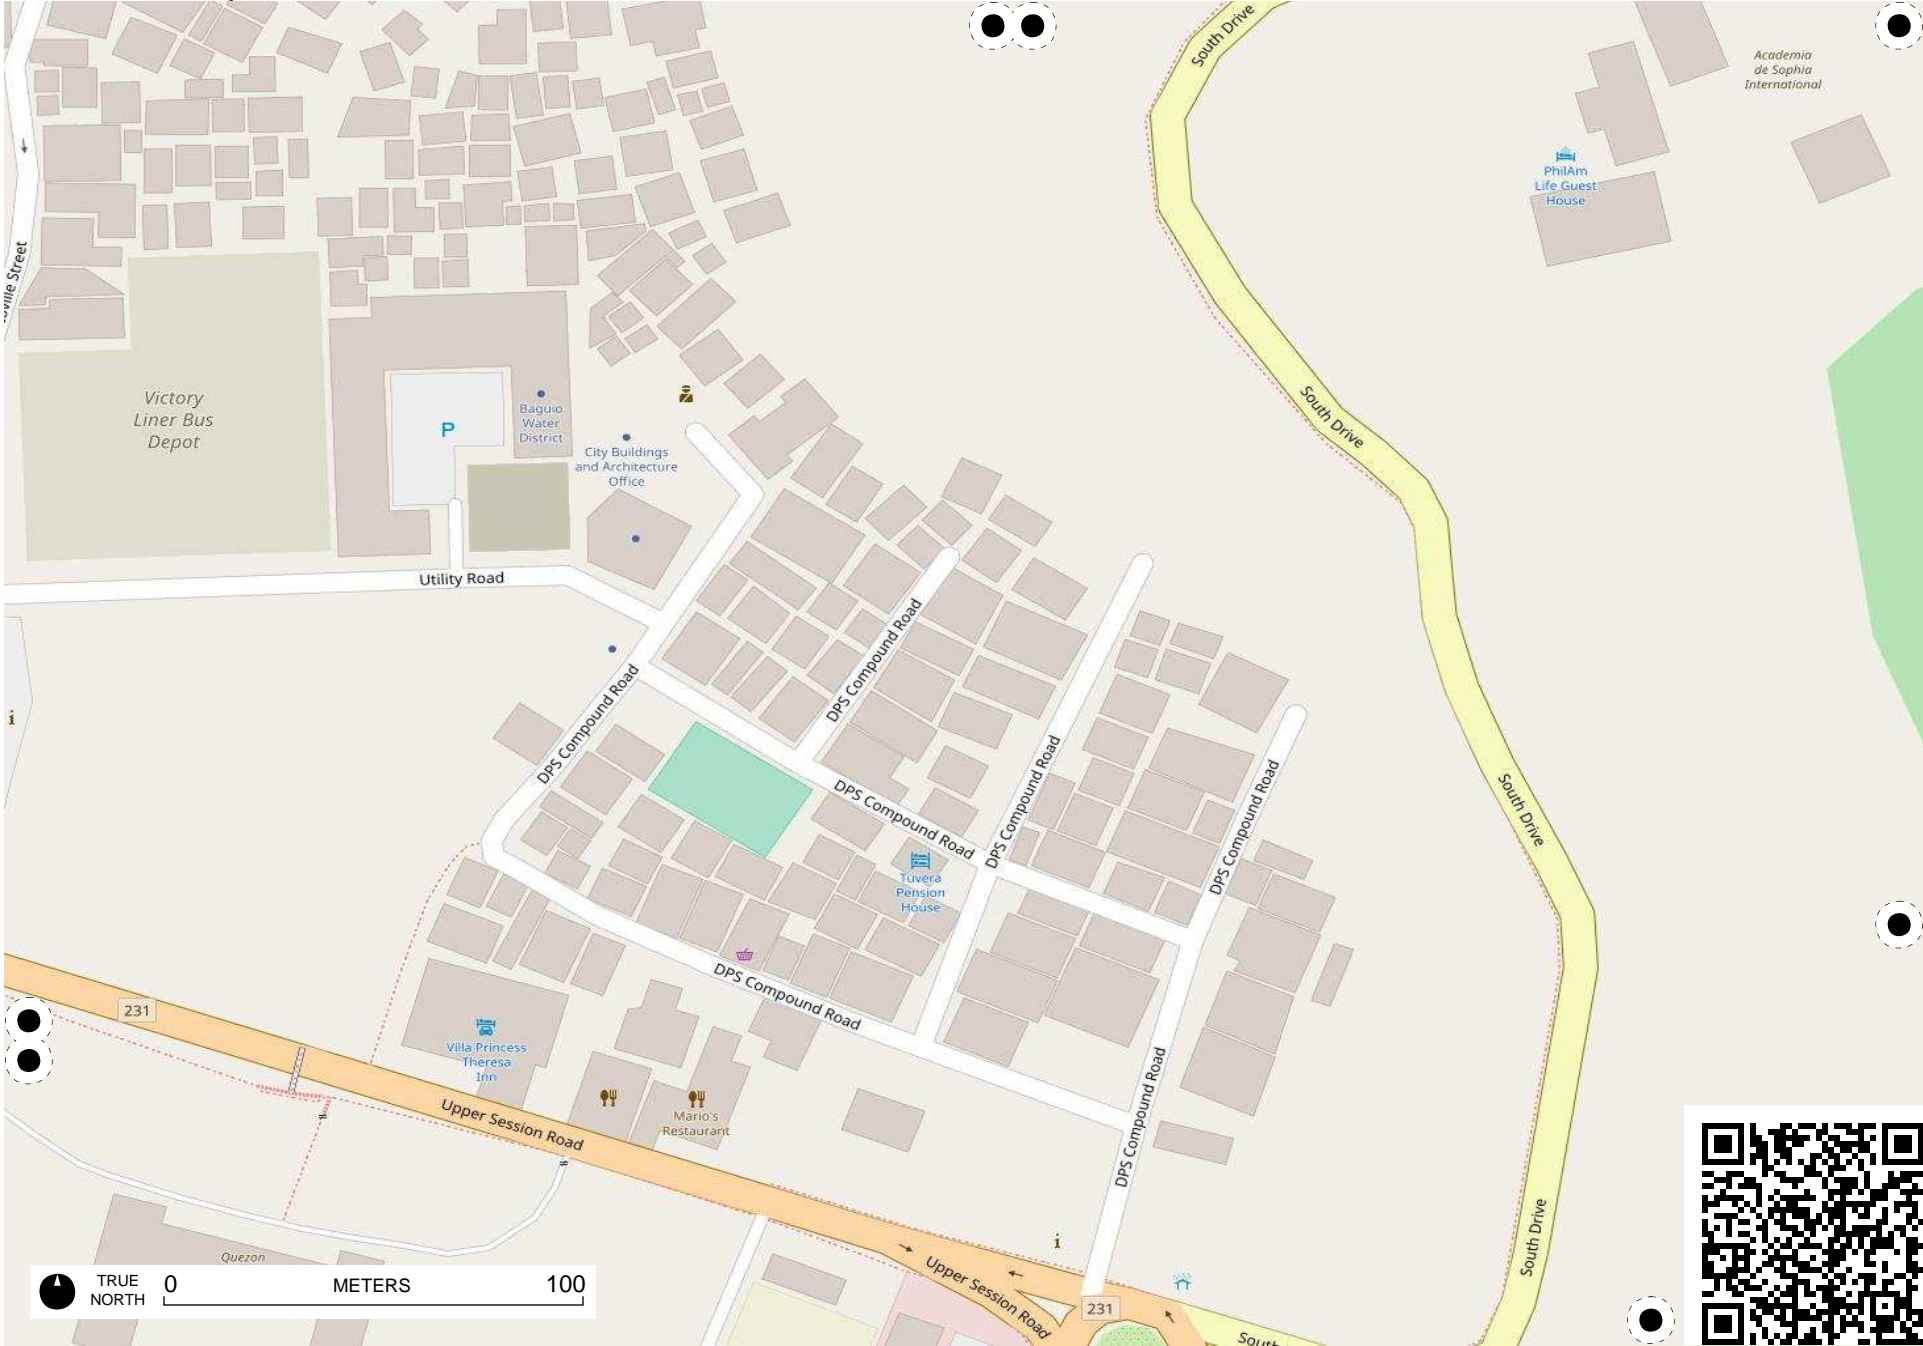 South Drive
Academia
de Sophia
International
PhilAm
Life Guest
House
Victory
Liner Bus
Depot
P
Baguio
Water
District
City Buildings
and Architecture
Office
South Drive
Utility Road
DPS Compound Road
DPS Compound Road
DPS Compound Road
DPS Compound Road
DPS Compound Road
South Drive
Tuvera
Pension
House
DPS Compound Road
231
Villa Princess
Theresa
Inn
Mario's
Restaurant
Upper Session Road
DPS Compound Road
South Drive
Quezon
Upper Session Road
231
South
TRUE
NORTH
0 METERS 100